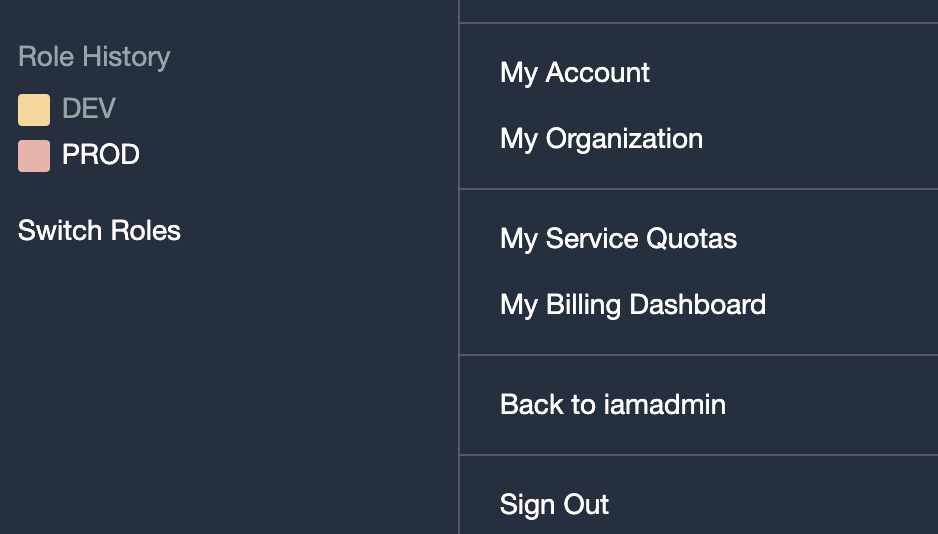 Role History
DEV
PROD
Switch Roles
My Account
My Organization
My Service Quotas
My Billing Dashboard
Back to iamadmin
Sign Out